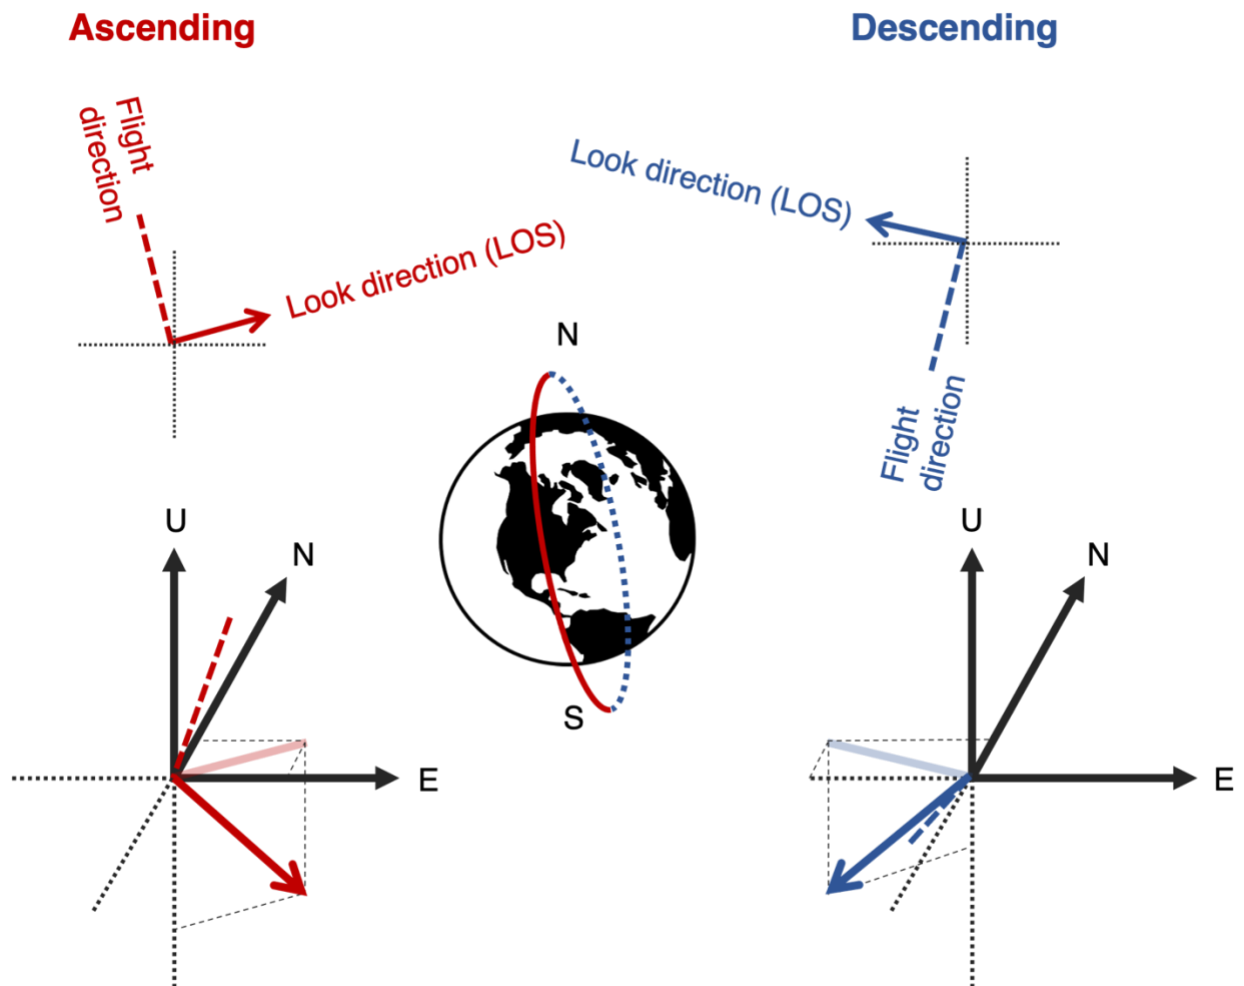 Ascending
Descending
Flight
direction
Look direction (LOS)
Look direction (LOS)
Flight
direction
N
S
U
N
E
U
N
E